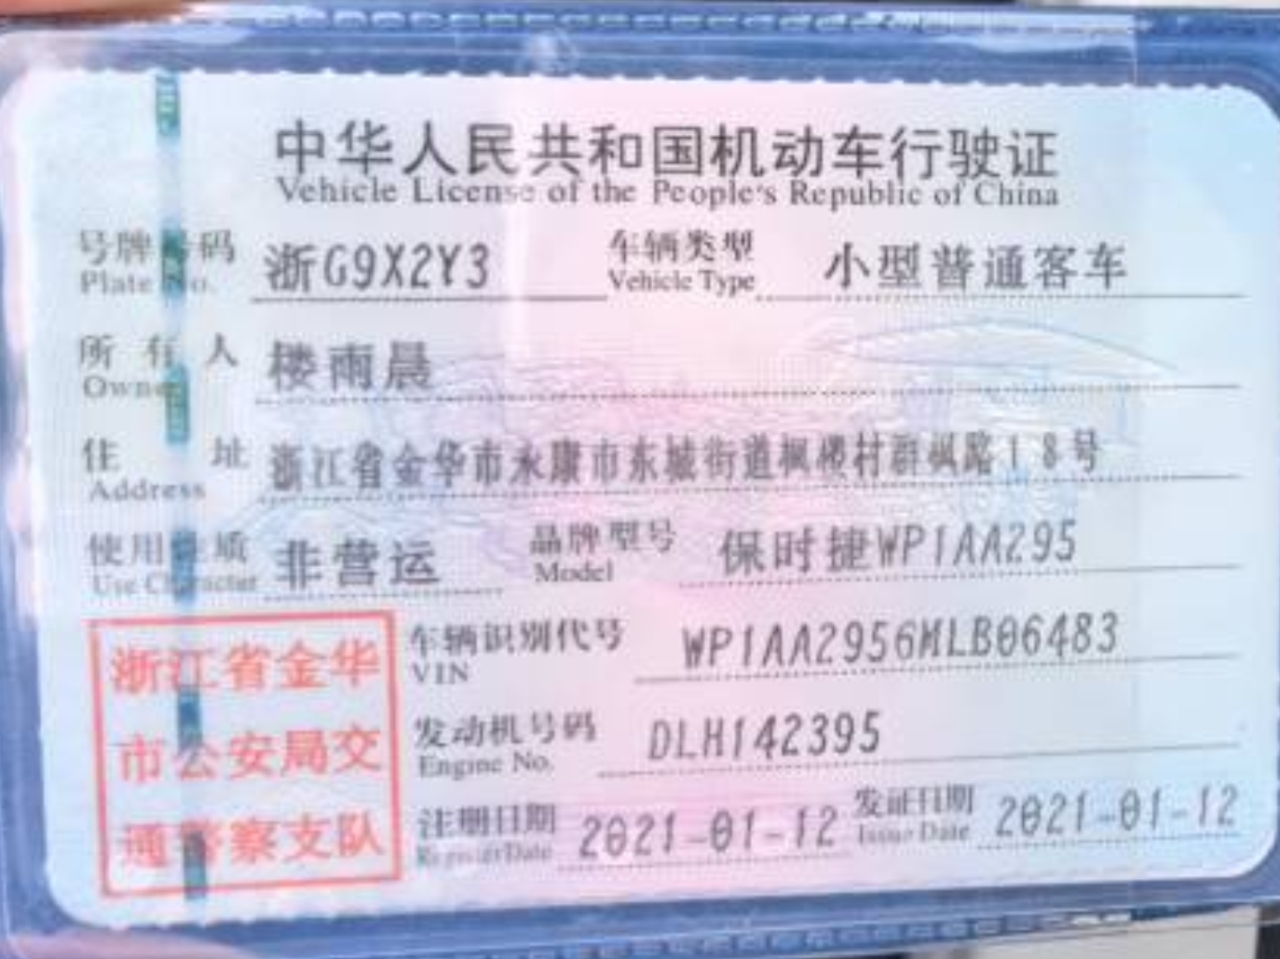 中华人民共和国机动车行驶证
Vehicle License of the People's Republic of China
号牌号码 浙G9X2Y3 车辆类型 小型普通客车
Plate No. Vehicle Type
所有人 楼雨晨
Owner
住址 浙江省金华市永康市东城街道枫楼村群枫路18号
Address
使用性质 非营运 品牌型号 保时捷WP1AA295
Use Character Model
车辆识别代号 WP1AA2956MLB06483
VIN
发动机号码 DLH142395
Engine No.
注册日期 2021-01-12 发证日期 2021-01-12
Register Date Issue Date
浙江省金华
市公安局交
通警察支队